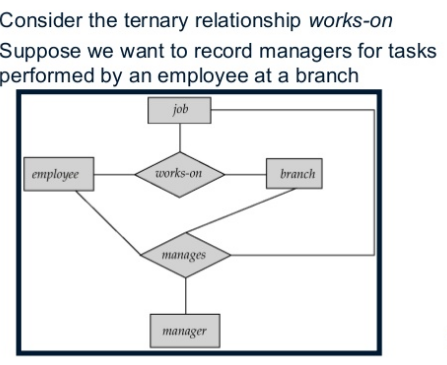 Consider the ternary relationship works-on
Suppose we want to record managers for tasks
performed by an employee at a branch
job
employee
works-on
branch
manages
manager